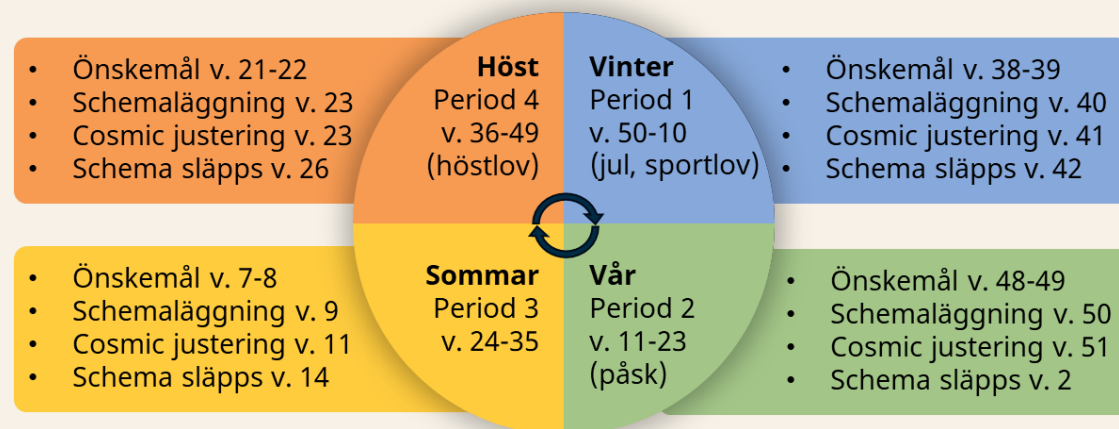 • Önskemål v. 21-22
• Schemaläggning v. 23
• Cosmic justering v. 23
• Schema släpps v. 26
Höst
Period 4
v. 36-49
(höstlov)
Vinter
Period 1
v. 50-10
(jul, sportlov)
• Önskemål v. 38-39
• Schemaläggning v. 40
• Cosmic justering v. 41
• Schema släpps v. 42
• Önskemål v. 7-8
• Schemaläggning v. 9
• Cosmic justering v. 11
• Schema släpps v. 14
Sommar
Period 3
v. 24-35
Vår
Period 2
v. 11-23
(påsk)
• Önskemål v. 48-49
• Schemaläggning v. 50
• Cosmic justering v. 51
• Schema släpps v. 2